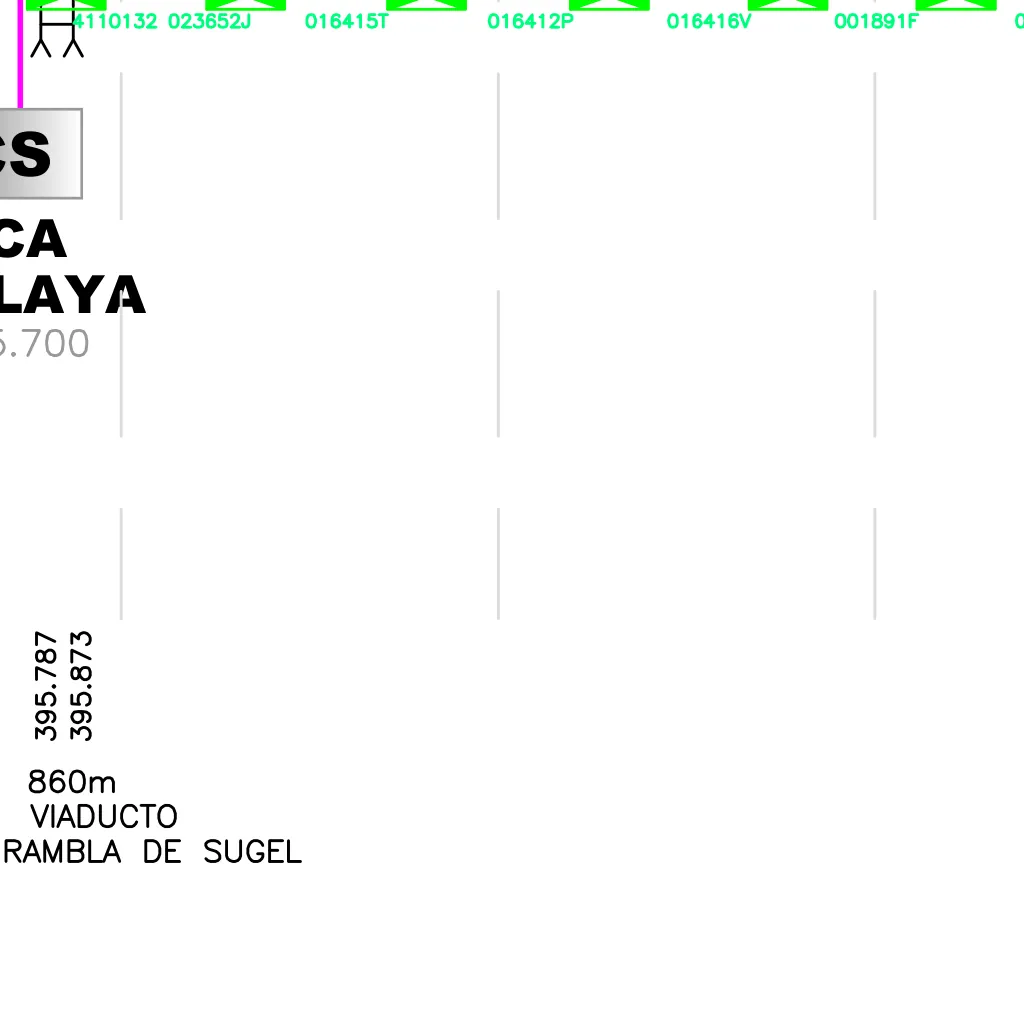 4110132 023652J 016415T 016412P 016416V 001891F
CS
CA
LAYA
5.700
395.787
395.873
860m
VIADUCTO
RAMBLA DE SUGEL